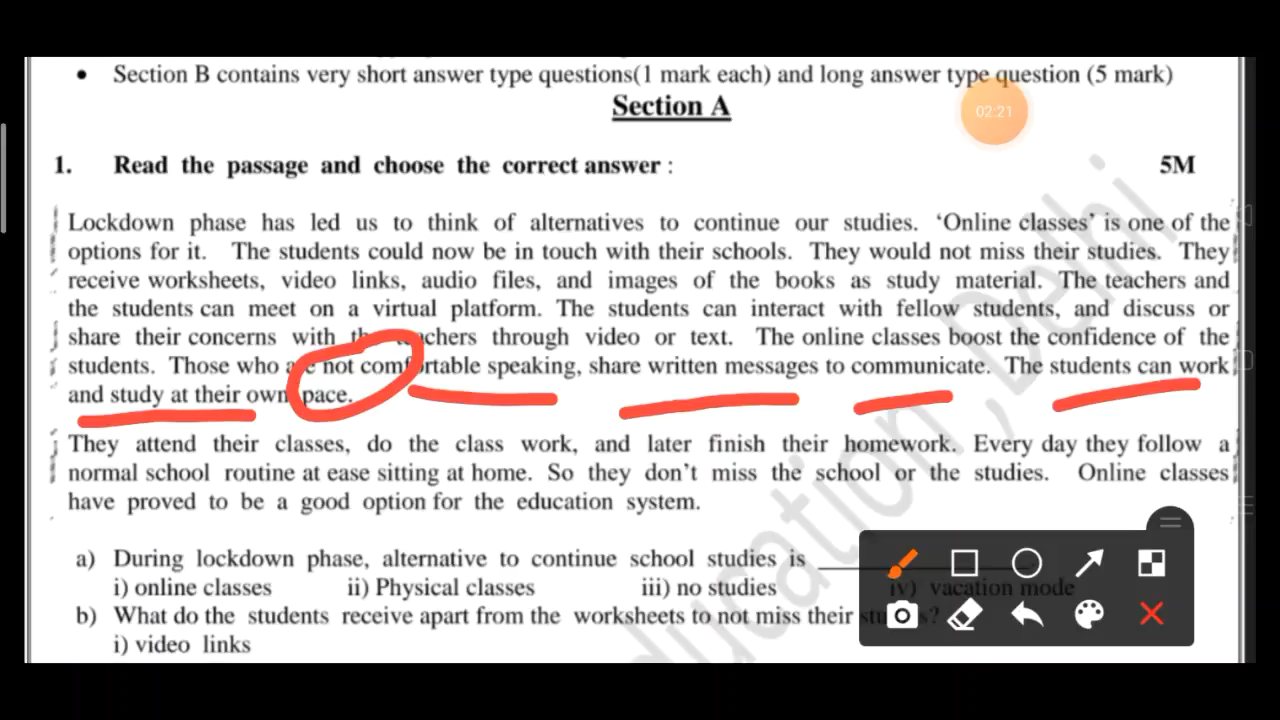 • Section B contains very short answer type questions(1 mark each) and long answer type question (5 mark)
Section A
02:21
1. Read the passage and choose the correct answer : 5M
Lockdown phase has led us to think of alternatives to continue our studies. ‘Online classes’ is one of the
options for it. The students could now be in touch with their schools. They would not miss their studies. They
receive worksheets, video links, audio files, and images of the books as study material. The teachers and
the students can meet on a virtual platform. The students can interact with fellow students, and discuss or
share their concerns with the teachers through video or text. The online classes boost the confidence of the
students. Those who are not comfortable speaking, share written messages to communicate. The students can work
and study at their own pace.
They attend their classes, do the class work, and later finish their homework. Every day they follow a
normal school routine at ease sitting at home. So they don’t miss the school or the studies. Online classes
have proved to be a good option for the education system.
a) During lockdown phase, alternative to continue school studies is ____________
i) online classes ii) Physical classes iii) no studies iv) vacation mode
b) What do the students receive apart from the worksheets to not miss their studies?
i) video links
Education, Delhi